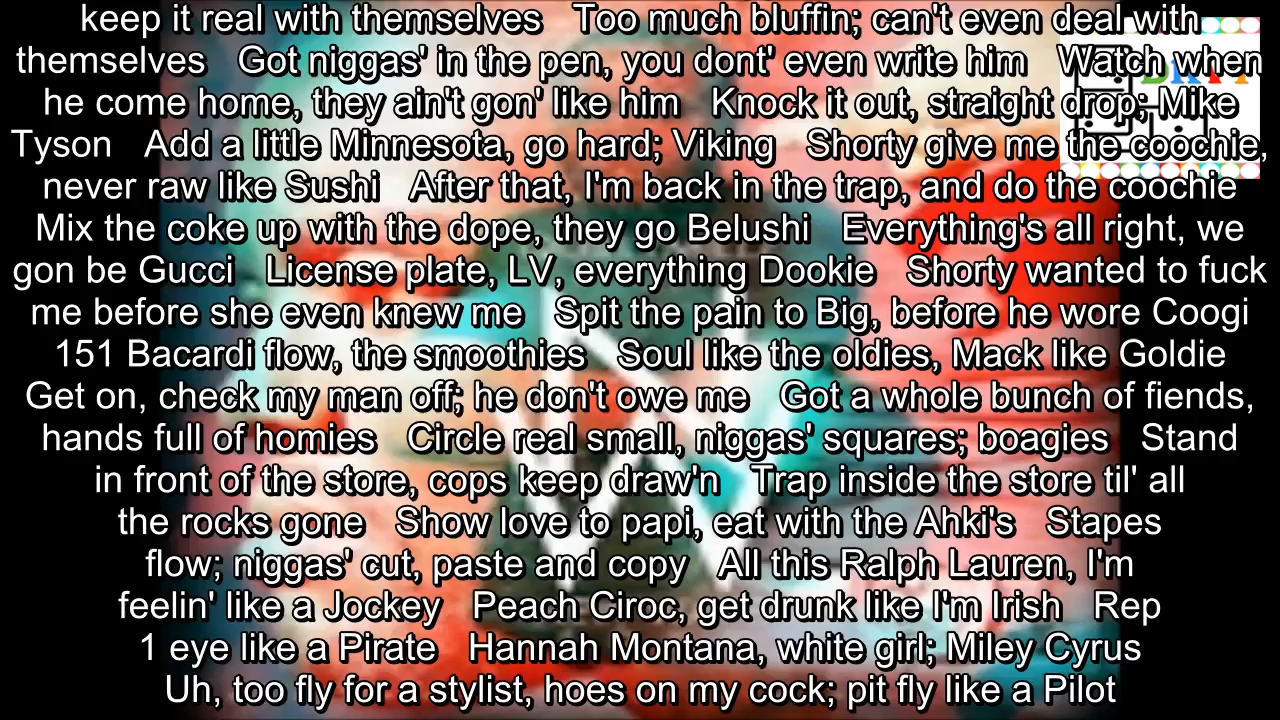 keep it real with themselves Too much bluffin; can't even deal with
themselves Got niggas' in the pen, you dont' even write him Watch when
he come home, they ain't gon' like him Knock it out, straight drop; Mike
Tyson Add a little Minnesota, go hard; Viking Shorty give me the coochie,
never raw like Sushi After that, I'm back in the trap, and do the coochie
Mix the coke up with the dope, they go Belushi Everything's all right, we
gon be Gucci License plate, LV, everything Dookie Shorty wanted to fuck
me before she even knew me Spit the pain to Big, before he wore Coogi
151 Bacardi flow, the smoothies Soul like the oldies, Mack like Goldie
Get on, check my man off; he don't owe me Got a whole bunch of fiends,
hands full of homies Circle real small, niggas' squares; boagies Stand
in front of the store, cops keep draw'n Trap inside the store til' all
the rocks gone Show love to papi, eat with the Ahki's Stapes
flow; niggas' cut, paste and copy All this Ralph Lauren, I'm
feelin' like a Jockey Peach Ciroc, get drunk like I'm Irish Rep
1 eye like a Pirate Hannah Montana, white girl; Miley Cyrus
Uh, too fly for a stylist, hoes on my cock; pit fly like a Pilot